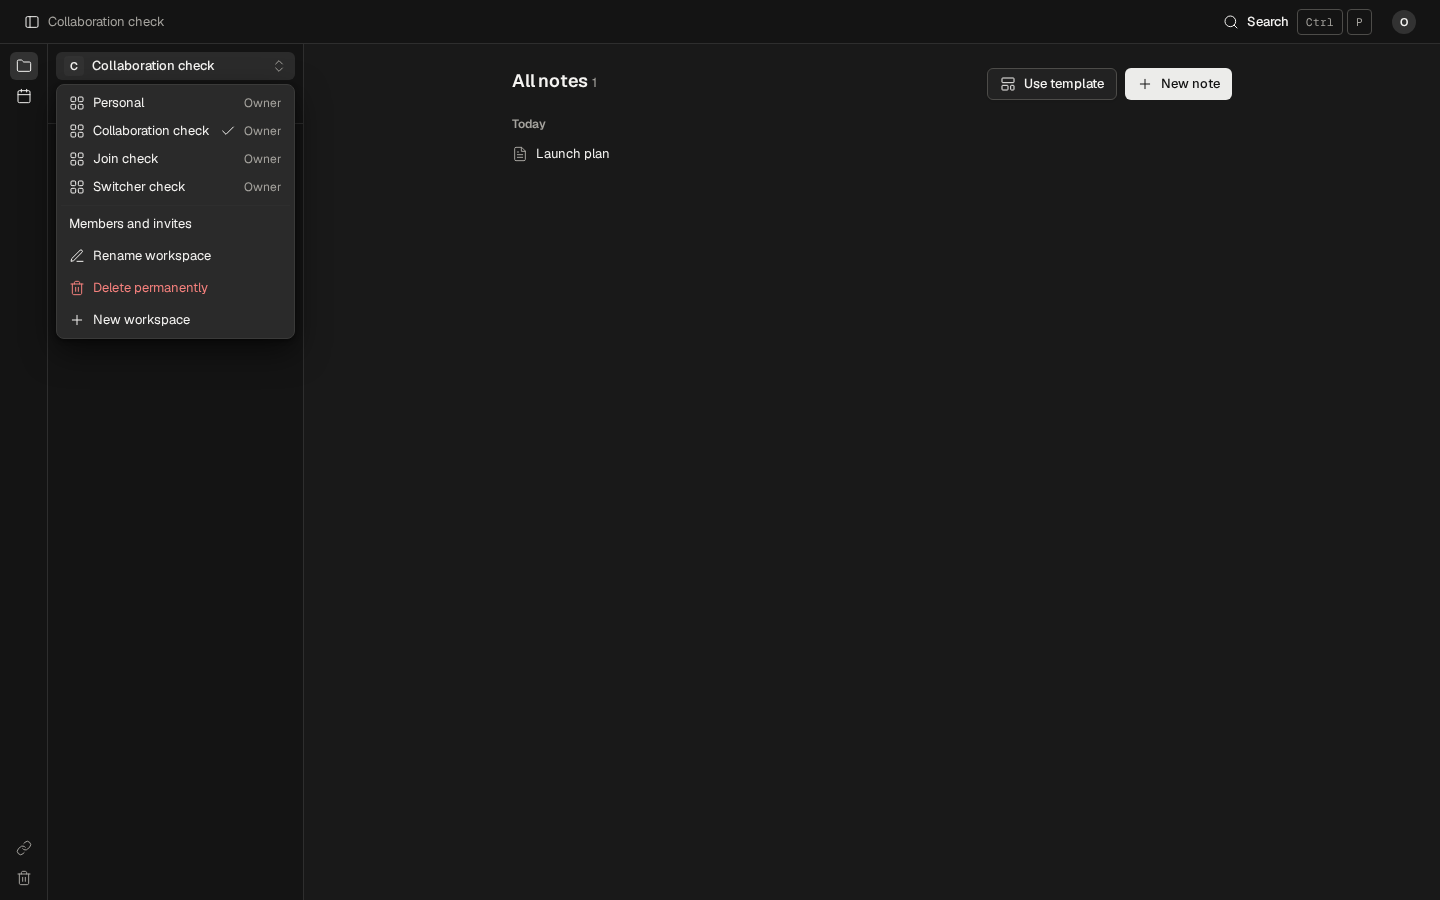 Collaboration check
Search Ctrl P O
C Collaboration check
Personal Owner
Collaboration check Owner
Join check Owner
Switcher check Owner
Members and invites
Rename workspace
Delete permanently
New workspace
All notes 1
Use template
New note
Today
Launch plan